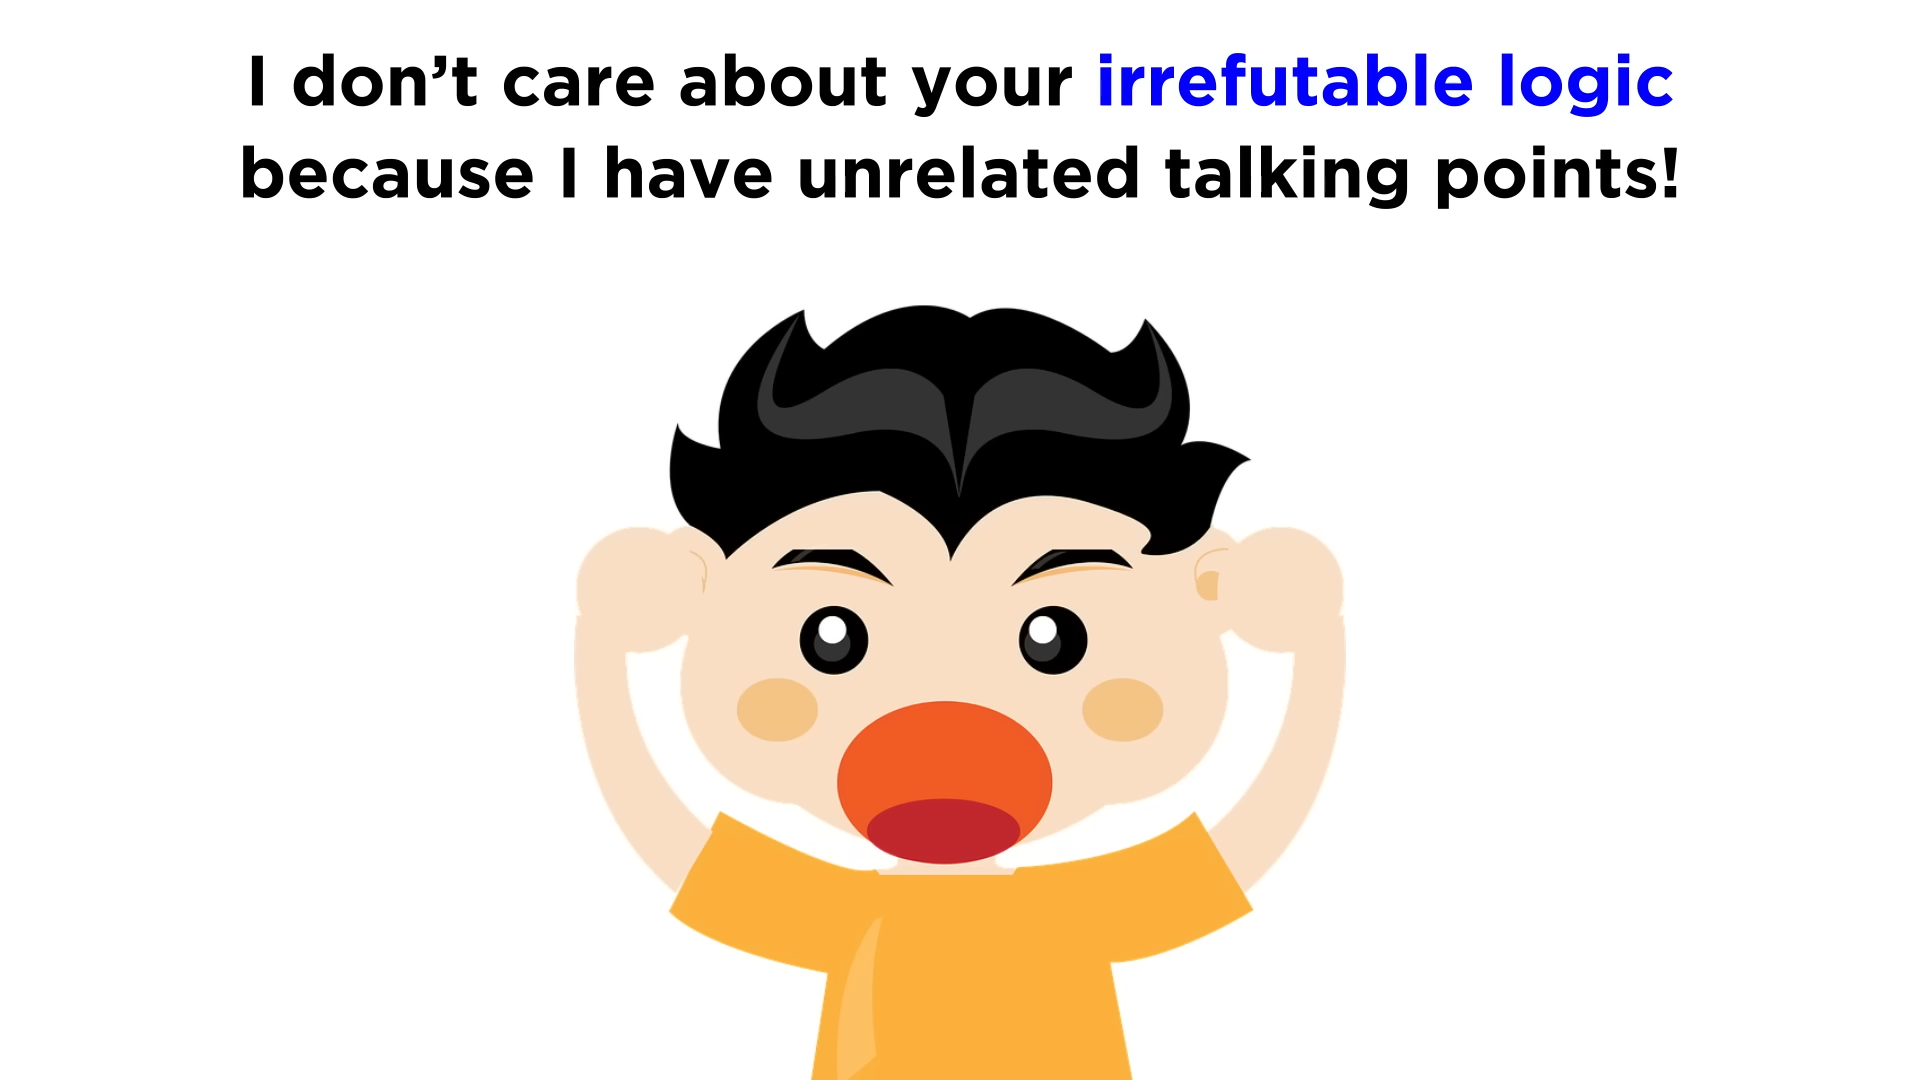 I don’t care about your irrefutable logic
because I have unrelated talking points!